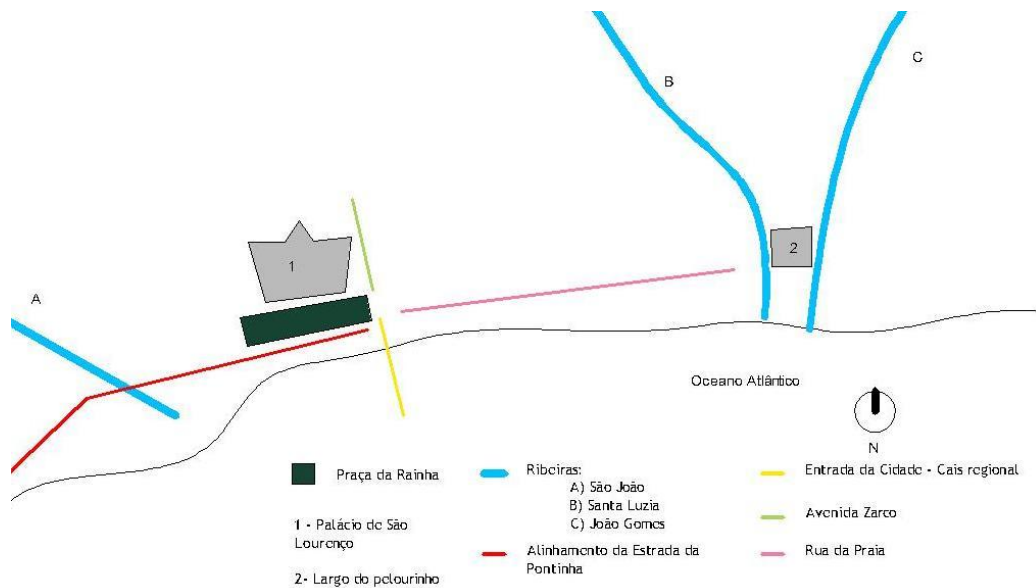 B
C
1
2
A
Oceano Atlântico
N
Praça da Rainha
1 - Palácio de São
Lourenço
2- Largo do pelourinho
Ribeiras:
A) São João
B) Santa Luzia
C) João Gomes
Alinhamento da Estrada da
Pontinha
Entrada da Cidade - Cais regional
Avenida Zarco
Rua da Praia